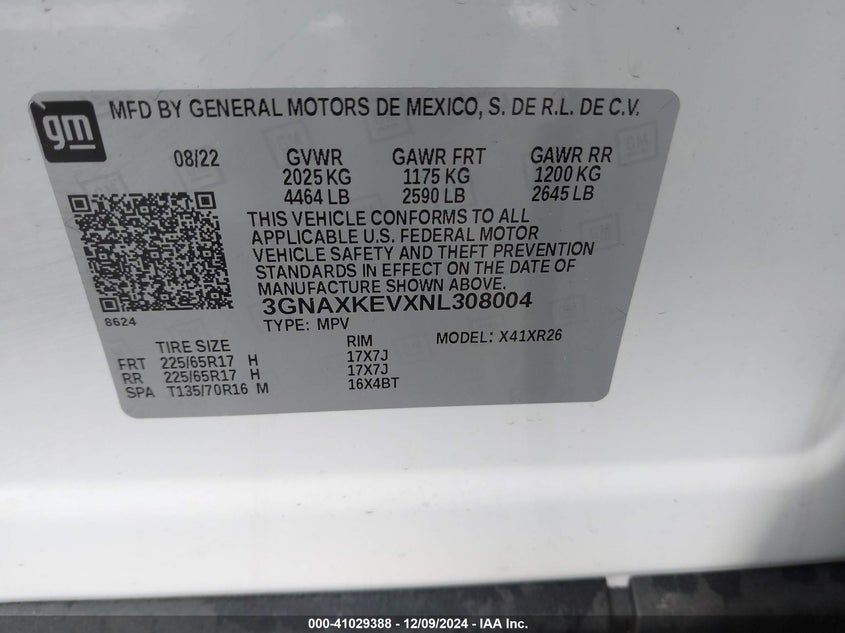 gm
MFD BY GENERAL MOTORS DE MEXICO, S. DE R.L. DE C.V.
08/22 GVWR GAWR FRT GAWR RR
2025 KG 1175 KG 1200 KG
4464 LB 2590 LB 2645 LB
THIS VEHICLE CONFORMS TO ALL
APPLICABLE U.S. FEDERAL MOTOR
VEHICLE SAFETY AND THEFT PREVENTION
STANDARDS IN EFFECT ON THE DATE OF
MANUFACTURE SHOWN ABOVE.
8624
3GNAXKEVXNL308004
TYPE: MPV MODEL: X41XR26
TIRE SIZE RIM
FRT 225/65R17 H 17X7J
RR 225/65R17 H 17X7J
SPA T135/70R16 M 16X4BT
000-41029388 - 12/09/2024 - IAA Inc.